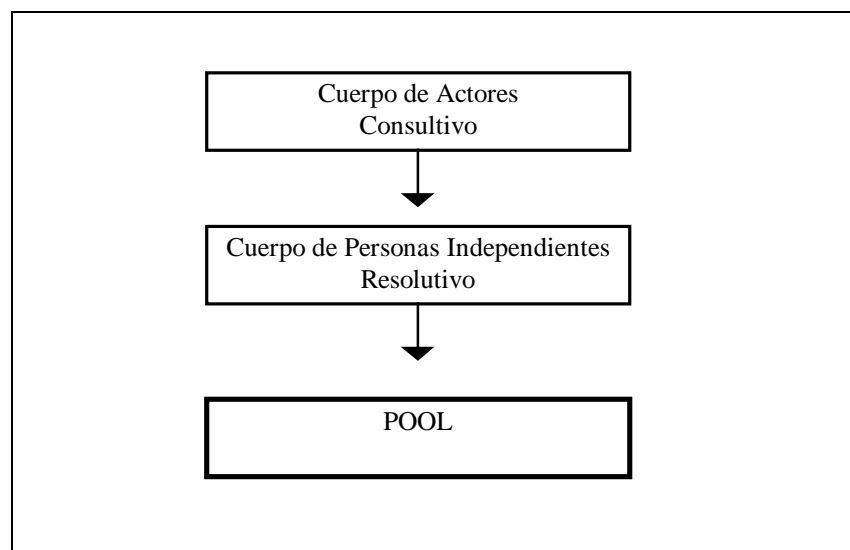 Cuerpo de Actores
Consultivo
Cuerpo de Personas Independientes
Resolutivo
POOL